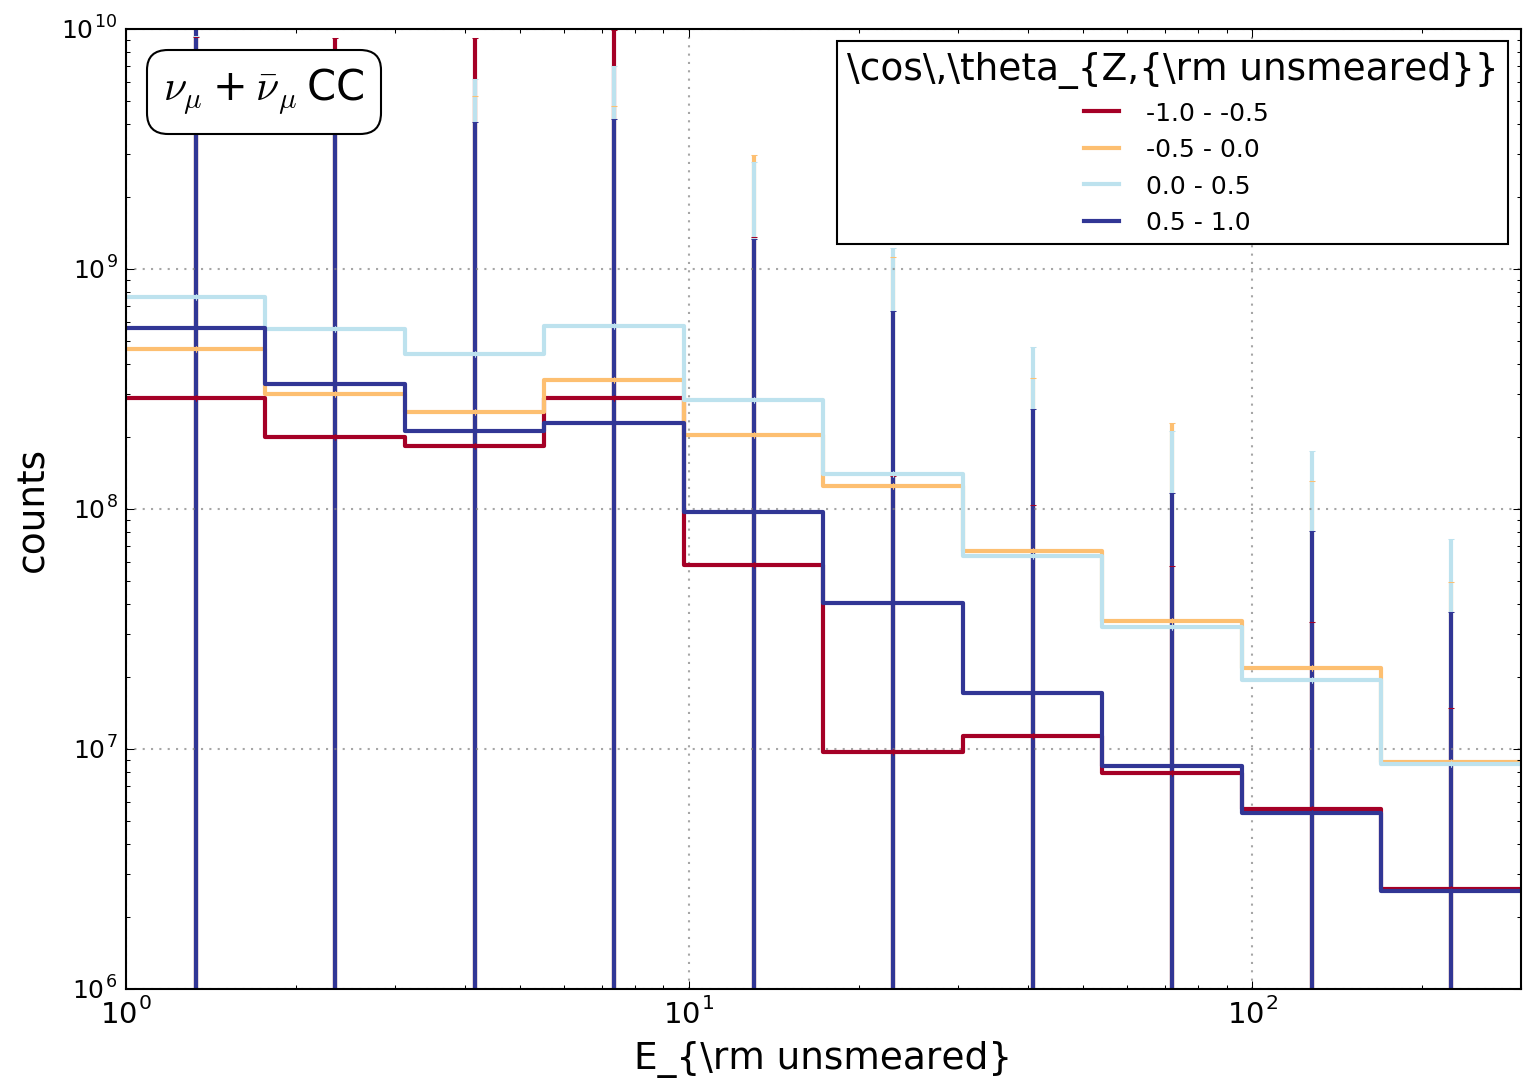 10^10
10^9
10^8
10^7
10^6
counts
ν_μ + ν̄_μ CC
\cos\,\theta_{Z,{\rm unsmeared}}
-1.0 - -0.5
-0.5 - 0.0
0.0 - 0.5
0.5 - 1.0
10^0
10^1
10^2
E_{\rm unsmeared}